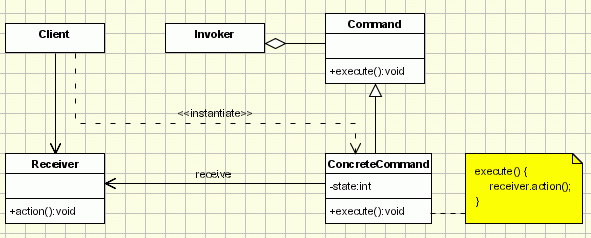 Client
Invoker
Command
+execute():void
<<instantiate>>
Receiver
+action():void
receive
ConcreteCommand
-state:int
+execute():void
execute() {
receiver.action();
}